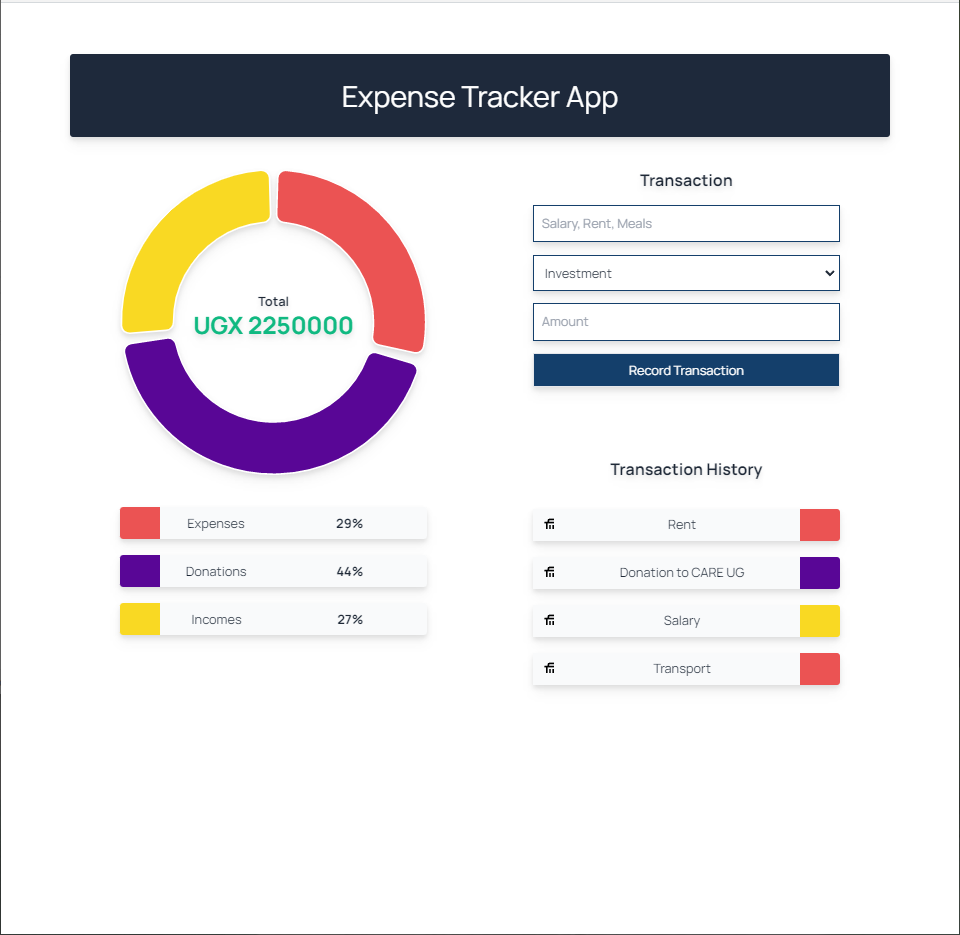 Expense Tracker App
Total
UGX 2250000
Expenses 29%
Donations 44%
Incomes 27%
Transaction
Salary, Rent, Meals
Investment
Amount
Record Transaction
Transaction History
Rent
Donation to CARE UG
Salary
Transport